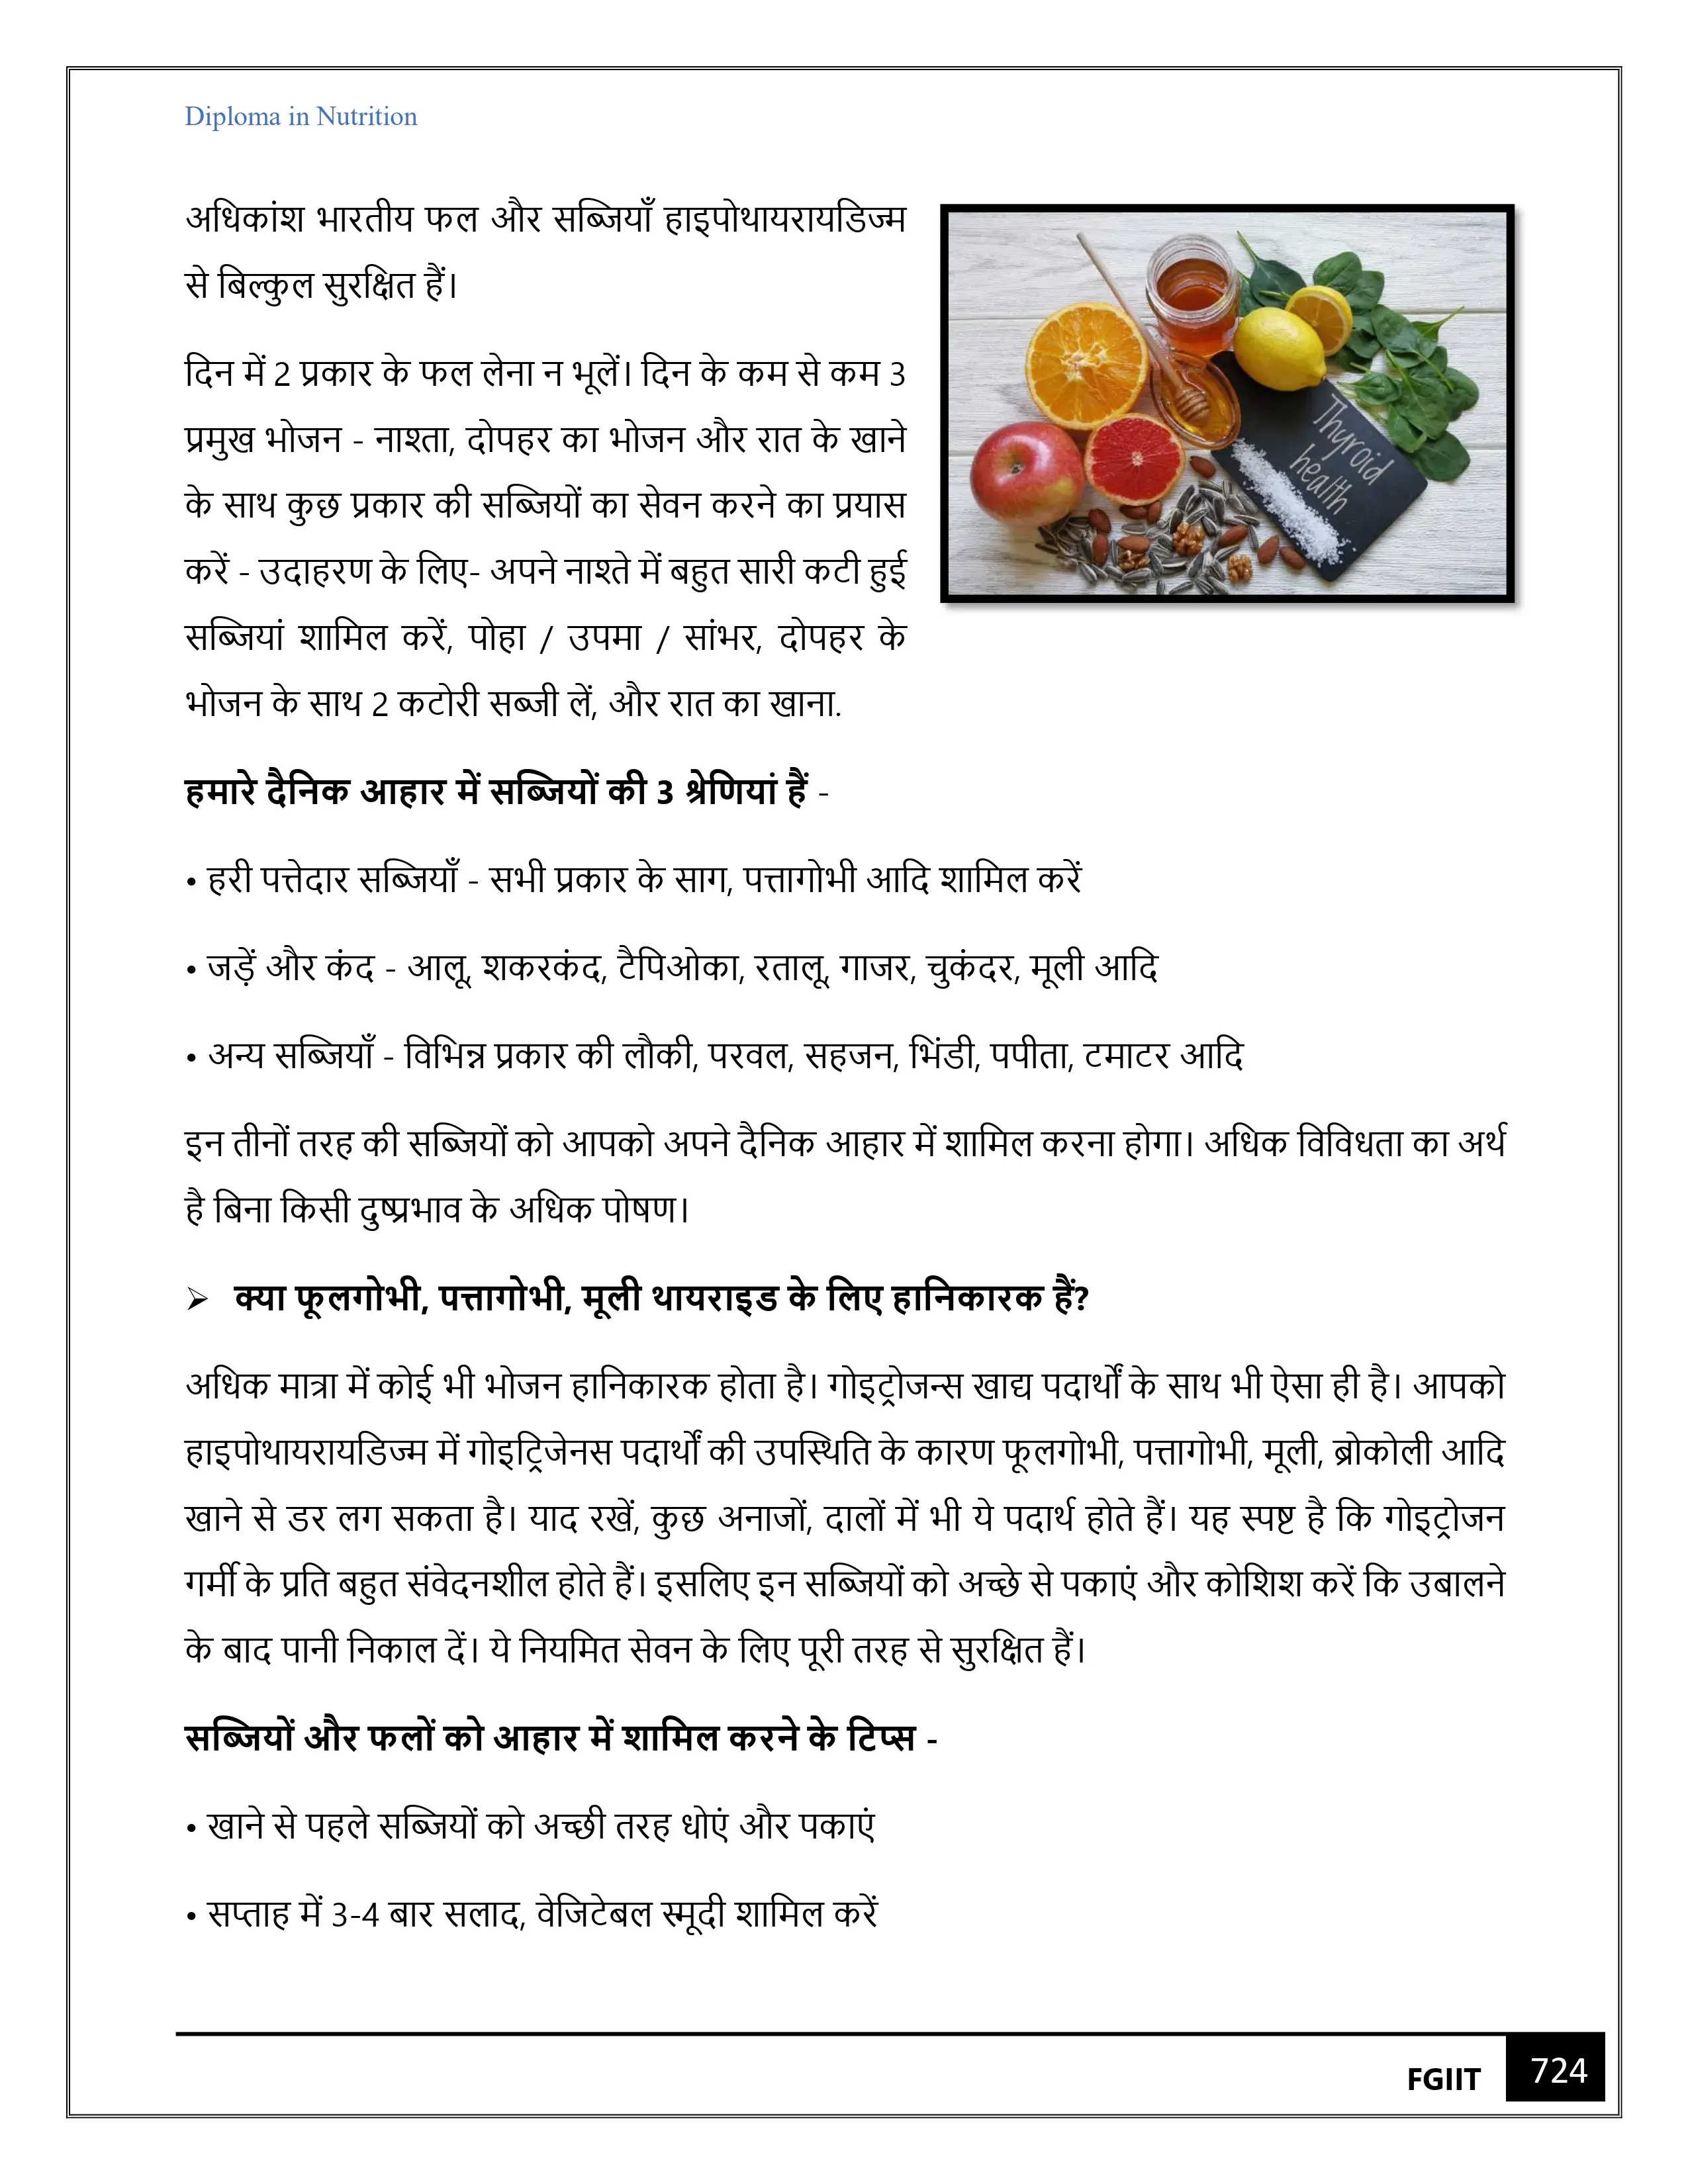 Diploma in Nutrition
अधिकांश भारतीय फल और सब्जियाँ हाइपोथायरायडिज्म
से बिल्कुल सुरक्षित हैं।
दिन में 2 प्रकार के फल लेना न भूलें। दिन के कम से कम 3
प्रमुख भोजन - नाश्ता, दोपहर का भोजन और रात के खाने
के साथ कुछ प्रकार की सब्जियों का सेवन करने का प्रयास
करें - उदाहरण के लिए- अपने नाश्ते में बहुत सारी कटी हुई
सब्जियां शामिल करें, पोहा / उपमा / सांभर, दोपहर के
भोजन के साथ 2 कटोरी सब्जी लें, और रात का खाना.
Thyroid
health
हमारे दैनिक आहार में सब्जियों की 3 श्रेणियां हैं -
• हरी पत्तेदार सब्जियाँ - सभी प्रकार के साग, पत्तागोभी आदि शामिल करें
• जड़ें और कंद - आलू, शकरकंद, टैपिओका, रतालू, गाजर, चुकंदर, मूली आदि
• अन्य सब्जियाँ - विभिन्न प्रकार की लौकी, परवल, सहजन, भिंडी, पपीता, टमाटर आदि
इन तीनों तरह की सब्जियों को आपको अपने दैनिक आहार में शामिल करना होगा। अधिक विविधता का अर्थ
है बिना किसी दुष्प्रभाव के अधिक पोषण।
➢ क्या फूलगोभी, पत्तागोभी, मूली थायराइड के लिए हानिकारक हैं?
अधिक मात्रा में कोई भी भोजन हानिकारक होता है। गोइट्रोजन्स खाद्य पदार्थों के साथ भी ऐसा ही है। आपको
हाइपोथायरायडिज्म में गोइट्रिजेनस पदार्थों की उपस्थिति के कारण फूलगोभी, पत्तागोभी, मूली, ब्रोकोली आदि
खाने से डर लग सकता है। याद रखें, कुछ अनाजों, दालों में भी ये पदार्थ होते हैं। यह स्पष्ट है कि गोइट्रोजन
गर्मी के प्रति बहुत संवेदनशील होते हैं। इसलिए इन सब्जियों को अच्छे से पकाएं और कोशिश करें कि उबालने
के बाद पानी निकाल दें। ये नियमित सेवन के लिए पूरी तरह से सुरक्षित हैं।
सब्जियों और फलों को आहार में शामिल करने के टिप्स -
• खाने से पहले सब्जियों को अच्छी तरह धोएं और पकाएं
• सप्ताह में 3-4 बार सलाद, वेजिटेबल स्मूदी शामिल करें
FGIIT 724